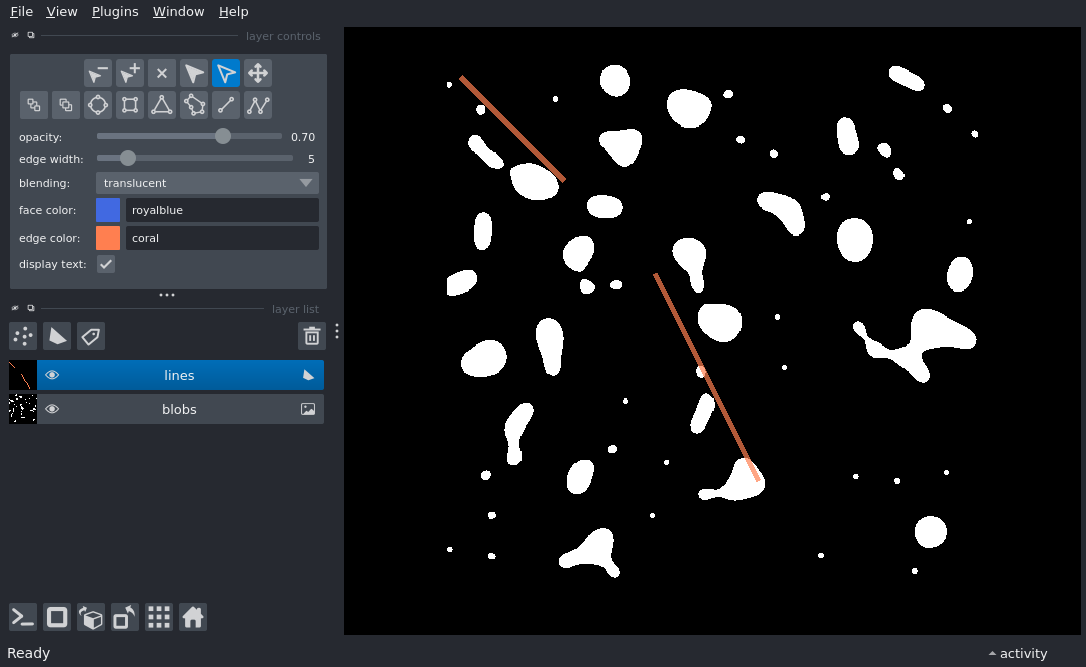 File View Plugins Window Help
layer controls
opacity: 0.70
edge width: 5
blending: translucent
face color: royalblue
edge color: coral
display text:
layer list
lines
blobs
Ready
activity